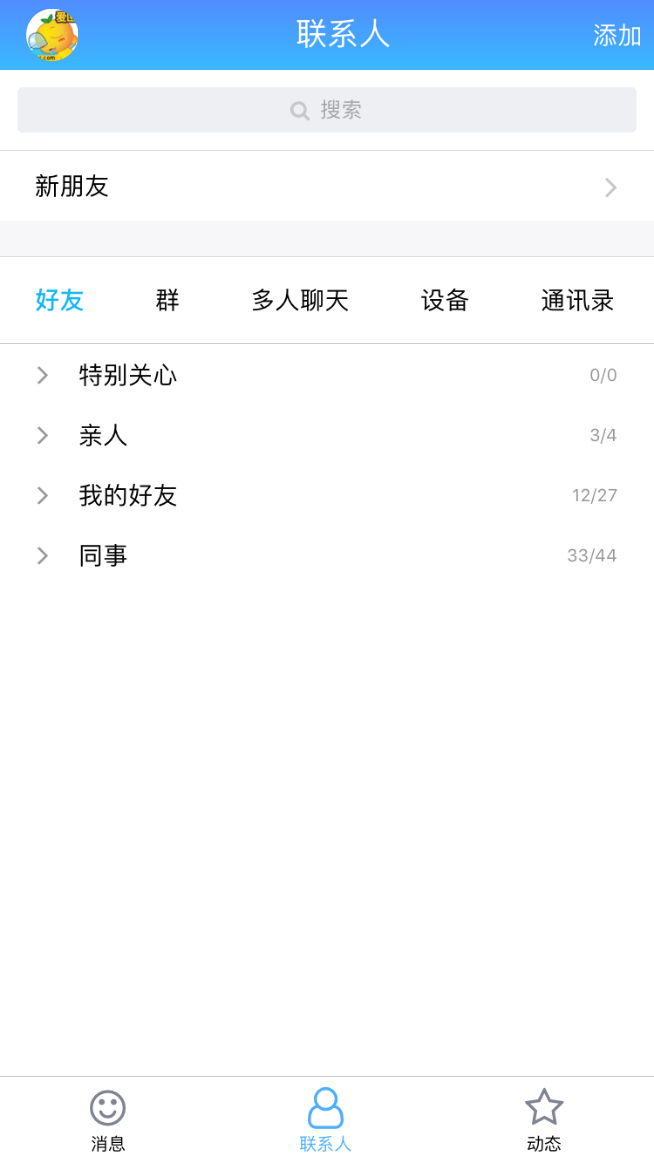 联系人
添加
搜索
新朋友
好友 群 多人聊天 设备 通讯录
特别关心 0/0
亲人 3/4
我的好友 12/27
同事 33/44
消息 联系人 动态